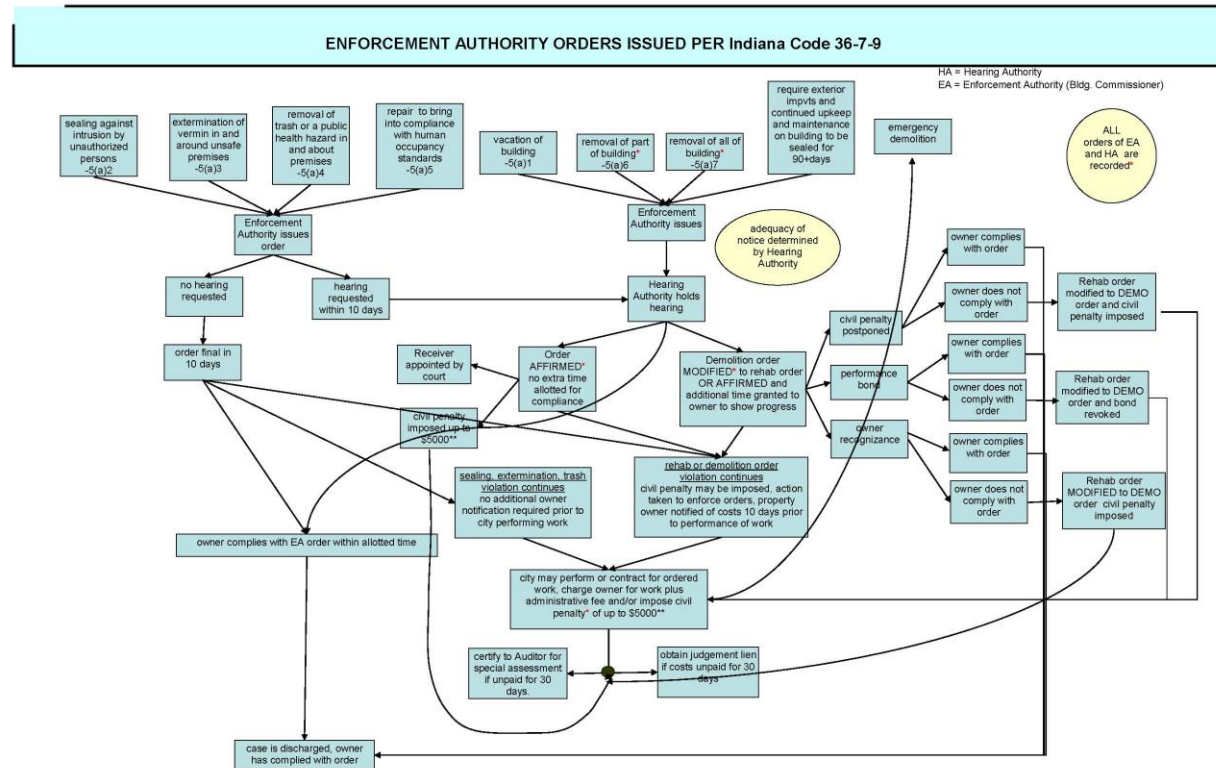 ENFORCEMENT AUTHORITY ORDERS ISSUED PER Indiana Code 36-7-9
HA = Hearing Authority
EA = Enforcement Authority (Bldg. Commissioner)
sealing against
intrusion by
unauthorized
persons
-5(a)2
extermination of
vermin in and
around unsafe
premises
-5(a)3
removal of
trash or a public
health hazard in
and about
premises
-5(a)4
repair to bring
into compliance
with human
occupancy
standards
-5(a)5
vacation of
building
-5(a)1
removal of part
of building*
-5(a)6
removal of all of
building*
-5(a)7
require exterior
impvts and
continued upkeep
and maintenance
on building to be
sealed for
90+days
emergency
demolition
ALL
orders of EA
and HA are
recorded*
Enforcement
Authority issues
order
Enforcement
Authority issues
adequacy of
notice determined
by Hearing
Authority
no hearing
requested
hearing
requested
within 10 days
Hearing
Authority holds
hearing
owner complies
with order
owner does not
comply with
order
Rehab order
modified to DEMO
order and civil
penalty imposed
civil penalty
postponed
order final in
10 days
Receiver
appointed by
court
Order
AFFIRMED*
no extra time
allotted for
compliance
Demolition order
MODIFIED* to rehab order
OR AFFIRMED and
additional time granted to
owner to show progress
performance
bond
owner complies
with order
owner does not
comply with
order
Rehab order
modified to DEMO
order and bond
revoked
civil penalty
imposed up to
$5000**
owner
recognizance
owner complies
with order
owner does not
comply with
order
Rehab order
MODIFIED to DEMO
order civil penalty
imposed
sealing, extermination, trash
violation continues
no additional owner
notification required prior to
city performing work
rehab or demolition order
violation continues
civil penalty may be imposed, action
taken to enforce orders, property
owner notified of costs 10 days prior
to performance of work
owner complies with EA order within allotted time
city may perform or contract for ordered
work, charge owner for work plus
administrative fee and/or impose civil
penalty* of up to $5000**
certify to Auditor for
special assessment
if unpaid for 30
days.
obtain judgement lien
if costs unpaid for 30
days
case is discharged, owner
has complied with order